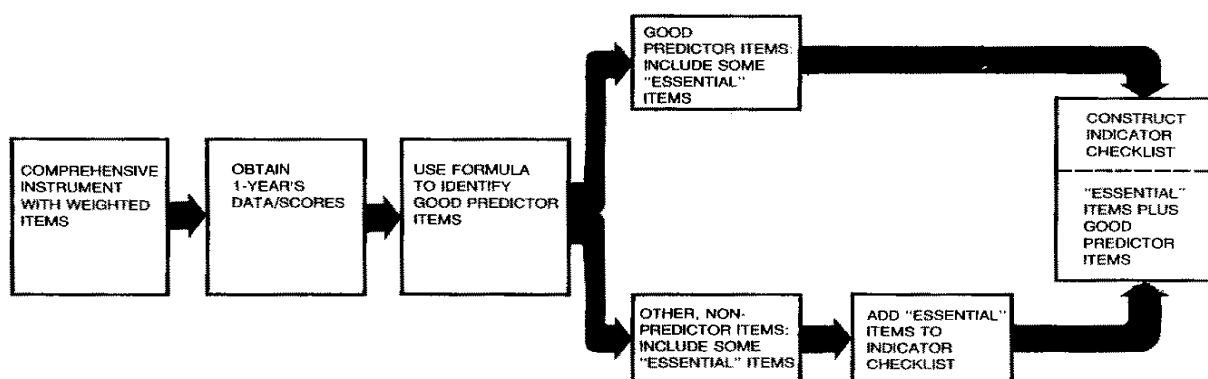 COMPREHENSIVE
INSTRUMENT
WITH WEIGHTED
ITEMS
OBTAIN
1-YEAR'S
DATA/SCORES
USE FORMULA
TO IDENTIFY
GOOD PREDICTOR
ITEMS
GOOD
PREDICTOR ITEMS:
INCLUDE SOME
"ESSENTIAL"
ITEMS
OTHER, NON-
PREDICTOR ITEMS:
INCLUDE SOME
"ESSENTIAL" ITEMS
ADD "ESSENTIAL"
ITEMS TO
INDICATOR
CHECKLIST
CONSTRUCT
INDICATOR
CHECKLIST
"ESSENTIAL"
ITEMS PLUS
GOOD
PREDICTOR
ITEMS